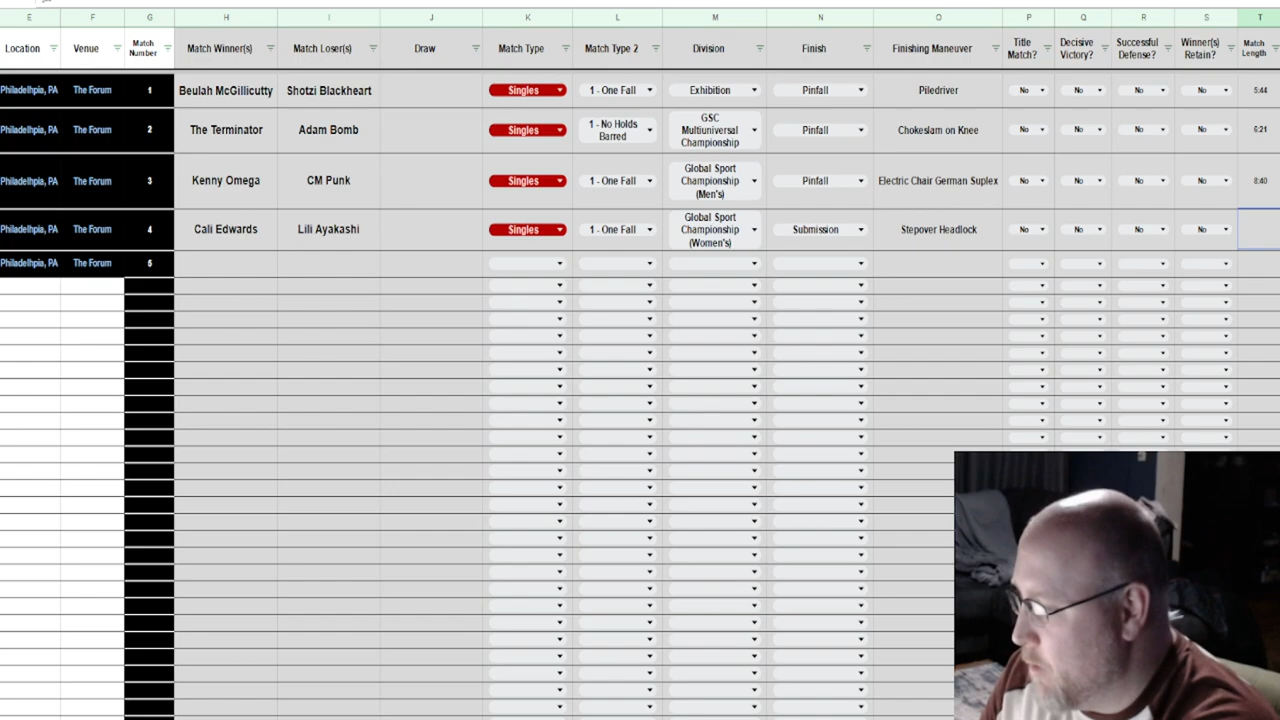 E F G H I J K L M N O P Q R S T
Location Venue Match Number Match Winner(s) Match Loser(s) Draw Match Type Match Type 2 Division Finish Finishing Maneuver Title Match? Decisive Victory? Successful Defense? Winner(s) Retain? Match Length
Philadelhpia, PA The Forum 1 Beulah McGillicutty Shotzi Blackheart Singles 1 - One Fall Exhibition Pinfall Piledriver No No No No 5:44
Philadelhpia, PA The Forum 2 The Terminator Adam Bomb Singles 1 - No Holds Barred GSC Multiuniversal Championship Pinfall Chokeslam on Knee No No No No 6:21
Philadelhpia, PA The Forum 3 Kenny Omega CM Punk Singles 1 - One Fall Global Sport Championship (Men's) Pinfall Electric Chair German Suplex No No No No 8:40
Philadelhpia, PA The Forum 4 Cali Edwards Lili Ayakashi Singles 1 - One Fall Global Sport Championship (Women's) Submission Stepover Headlock No No No No
Philadelhpia, PA The Forum 5